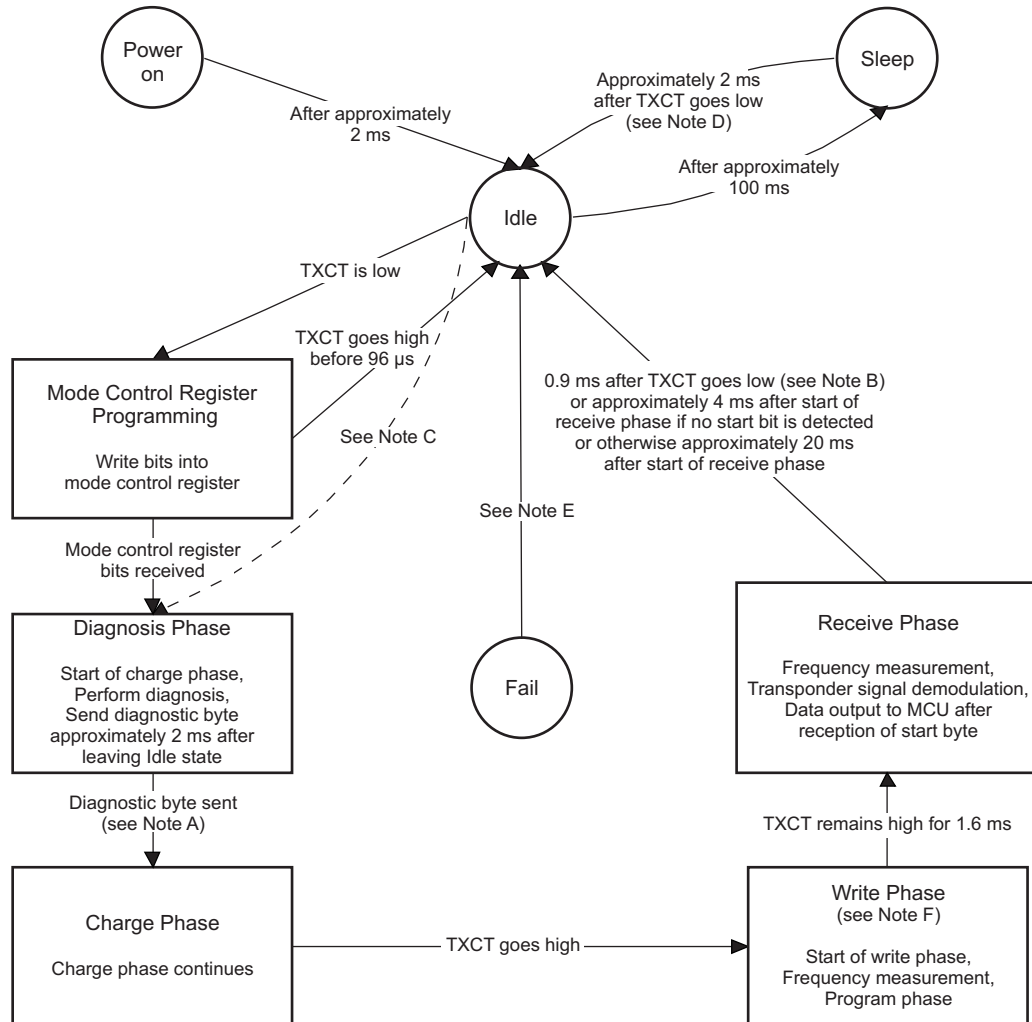 Power
on
Sleep
Approximately 2 ms
after TXCT goes low
(see Note D)
After approximately
2 ms
After approximately
100 ms
Idle
TXCT is low
TXCT goes high
before 96 µs
Mode Control Register
Programming
Write bits into
mode control register
0.9 ms after TXCT goes low (see Note B)
or approximately 4 ms after start of
receive phase if no start bit is detected
or otherwise approximately 20 ms
after start of receive phase
See Note C
See Note E
Mode control register
bits received
Diagnosis Phase
Start of charge phase,
Perform diagnosis,
Send diagnostic byte
approximately 2 ms after
leaving Idle state
Fail
Receive Phase
Frequency measurement,
Transponder signal demodulation,
Data output to MCU after
reception of start byte
Diagnostic byte sent
(see Note A)
TXCT remains high for 1.6 ms
Charge Phase
Charge phase continues
TXCT goes high
Write Phase
(see Note F)
Start of write phase,
Frequency measurement,
Program phase